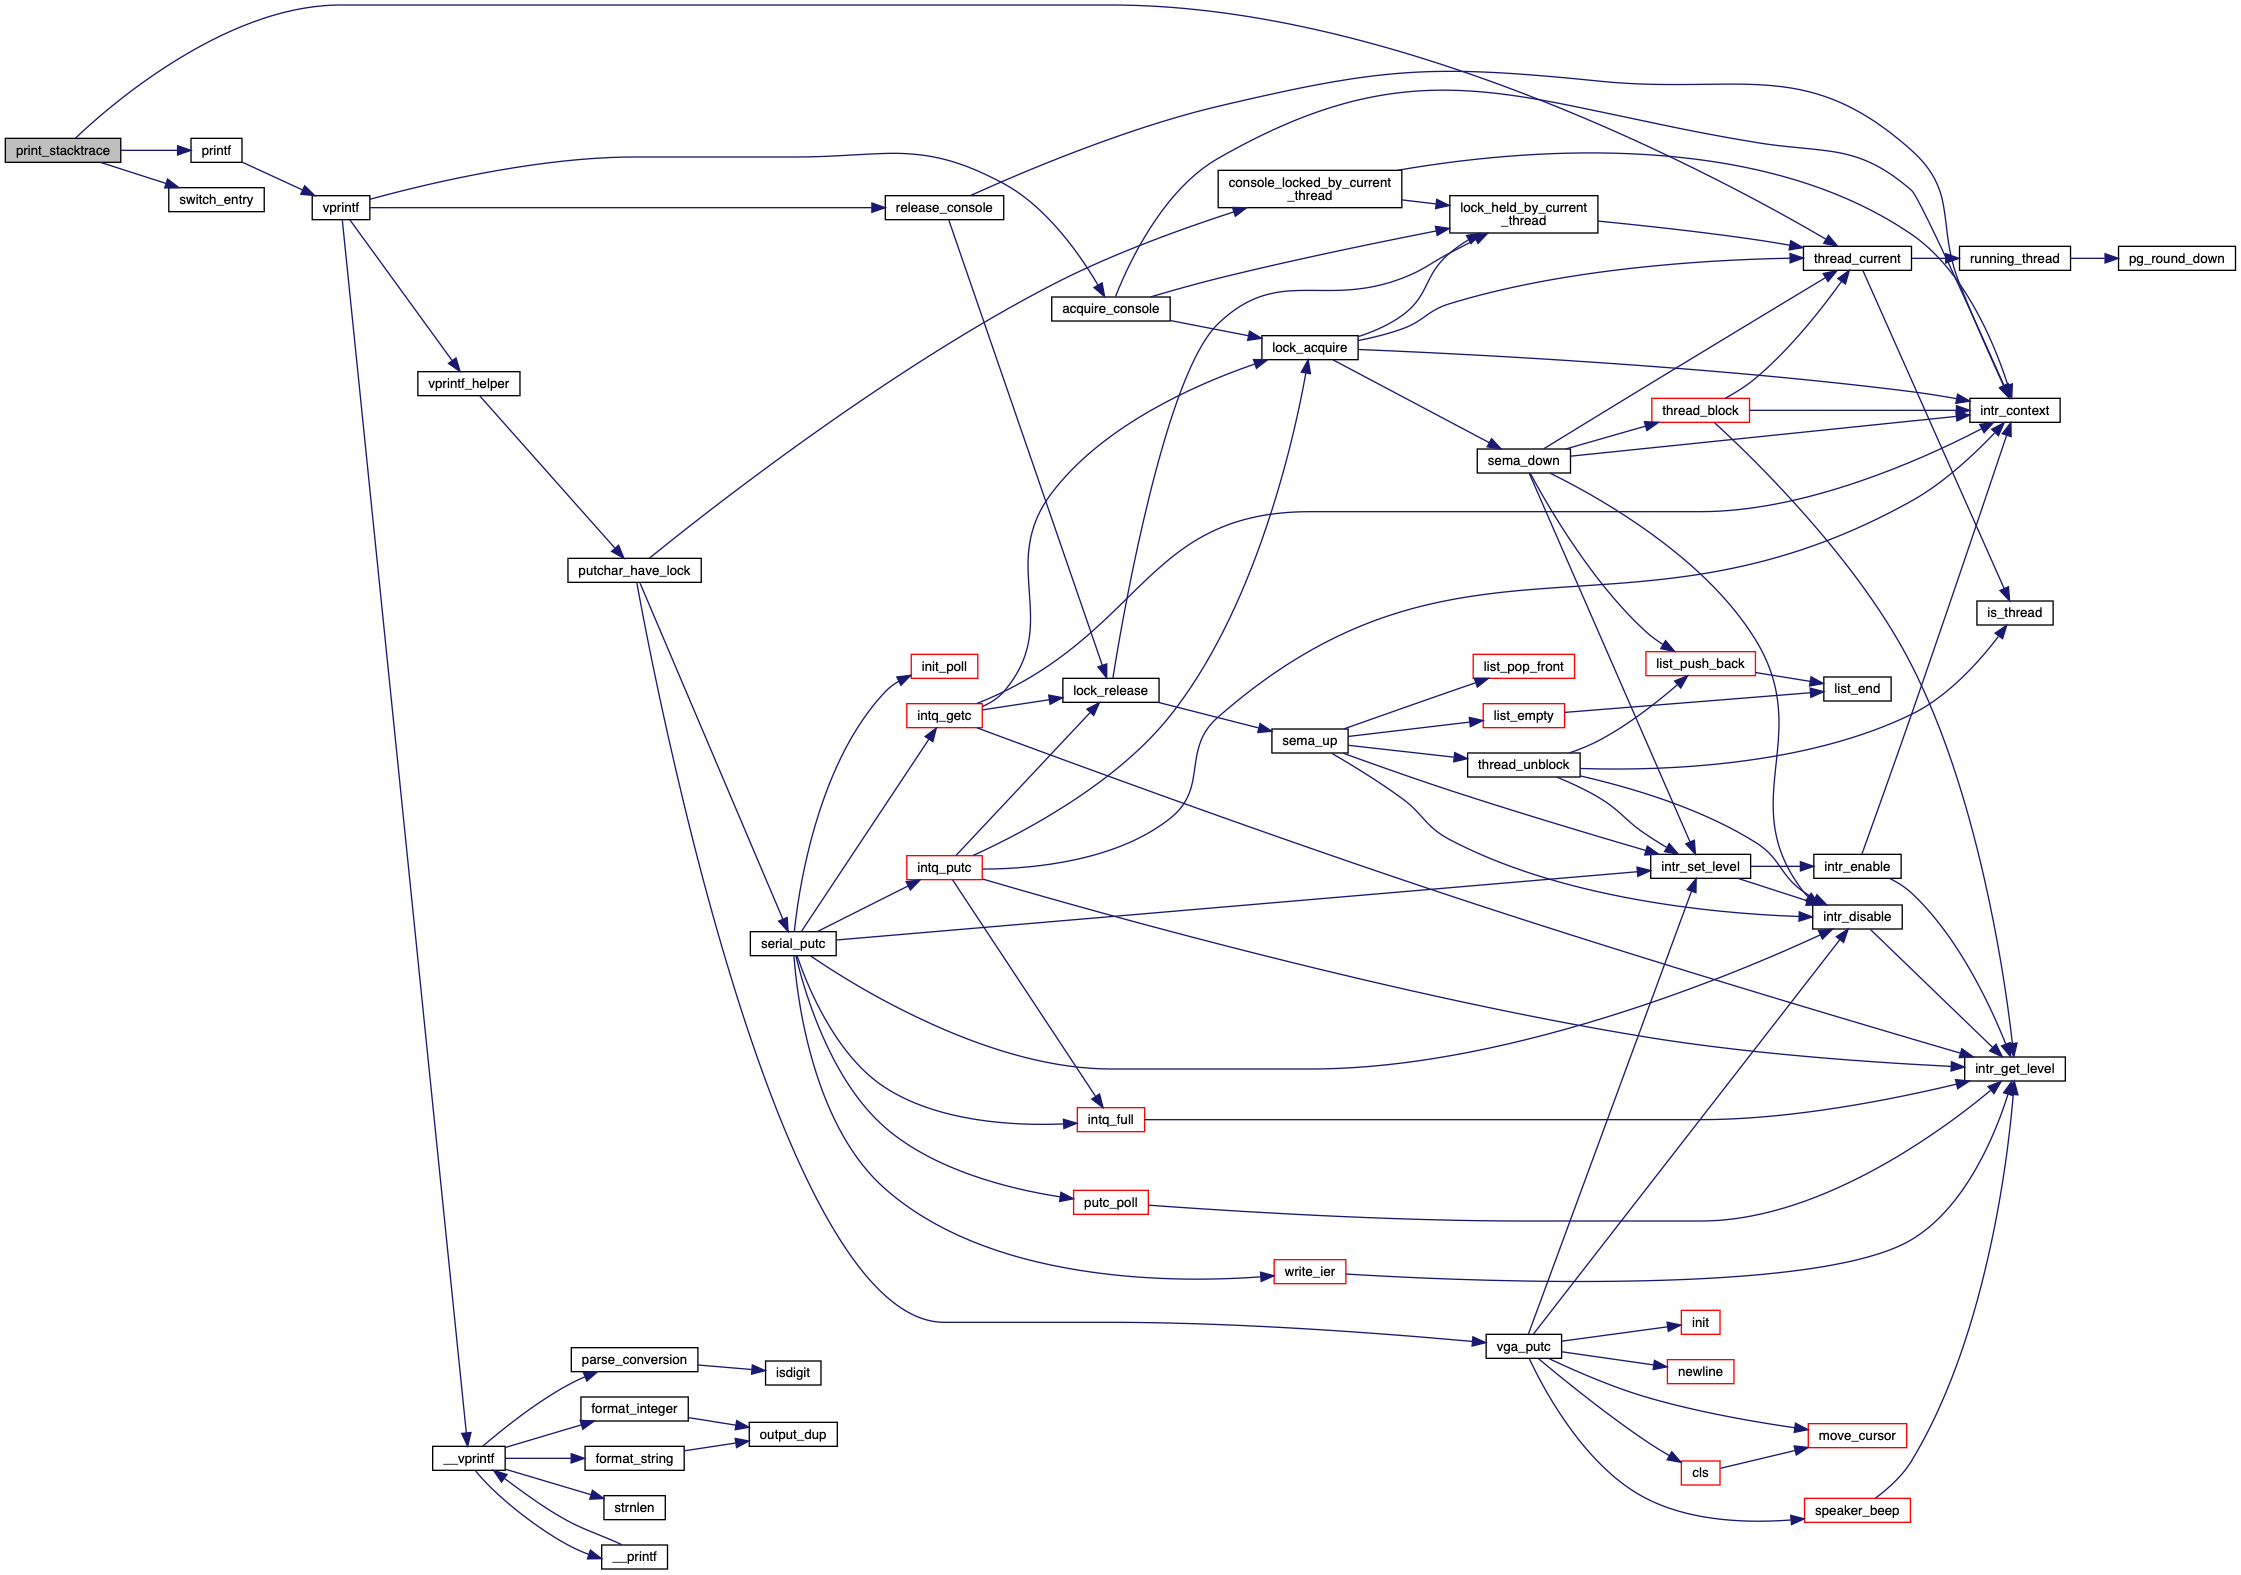 print_stacktrace
printf
switch_entry
vprintf
release_console
acquire_console
console_locked_by_current
_thread
lock_held_by_current
_thread
thread_current
running_thread
pg_round_down
lock_acquire
vprintf_helper
thread_block
intr_context
sema_down
putchar_have_lock
is_thread
init_poll
list_pop_front
list_push_back
list_end
lock_release
intq_getc
list_empty
sema_up
thread_unblock
intq_putc
intr_set_level
intr_enable
intr_disable
serial_putc
intr_get_level
intq_full
putc_poll
write_ier
init
vga_putc
newline
parse_conversion
isdigit
format_integer
output_dup
move_cursor
__vprintf
format_string
cls
strnlen
speaker_beep
__printf